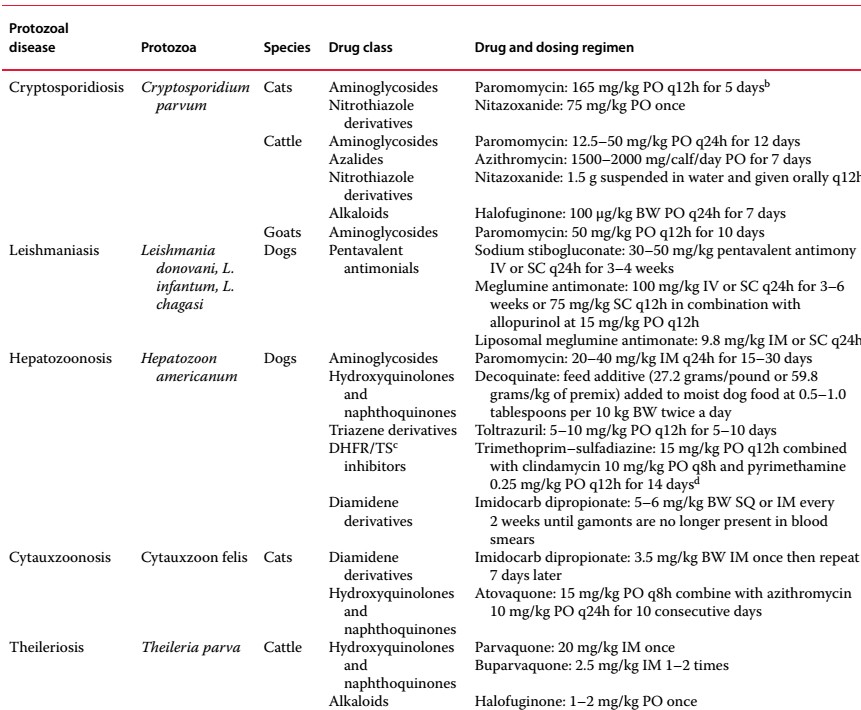 Protozoal
disease Protozoa Species Drug class Drug and dosing regimen
Cryptosporidiosis Cryptosporidium Cats Aminoglycosides Paromomycin: 165 mg/kg PO q12h for 5 daysᵇ
parvum Nitrothiazole Nitazoxanide: 75 mg/kg PO once
derivatives
Cattle Aminoglycosides Paromomycin: 12.5–50 mg/kg PO q24h for 12 days
Azalides Azithromycin: 1500–2000 mg/calf/day PO for 7 days
Nitrothiazole Nitazoxanide: 1.5 g suspended in water and given orally q12h
derivatives
Alkaloids Halofuginone: 100 μg/kg BW PO q24h for 7 days
Goats Aminoglycosides Paromomycin: 50 mg/kg PO q12h for 10 days
Leishmaniasis Leishmania Dogs Pentavalent Sodium stibogluconate: 30–50 mg/kg pentavalent antimony
donovani, L. antimonials IV or SC q24h for 3–4 weeks
infantum, L. Meglumine antimonate: 100 mg/kg IV or SC q24h for 3–6
chagasi weeks or 75 mg/kg SC q12h in combination with
allopurinol at 15 mg/kg PO q12h
Liposomal meglumine antimonate: 9.8 mg/kg IM or SC q24h
Hepatozoonosis Hepatozoon Dogs Aminoglycosides Paromomycin: 20–40 mg/kg IM q24h for 15–30 days
americanum Hydroxyquinolones Decoquinate: feed additive (27.2 grams/pound or 59.8
and grams/kg of premix) added to moist dog food at 0.5–1.0
naphthoquinones tablespoons per 10 kg BW twice a day
Triazene derivatives Toltrazuril: 5–10 mg/kg PO q12h for 5–10 days
DHFR/TSᶜ Trimethoprim–sulfadiazine: 15 mg/kg PO q12h combined
inhibitors with clindamycin 10 mg/kg PO q8h and pyrimethamine
0.25 mg/kg PO q12h for 14 daysᵈ
Diamidene Imidocarb dipropionate: 5–6 mg/kg BW SQ or IM every
derivatives 2 weeks until gamonts are no longer present in blood
smears
Cytauxzoonosis Cytauxzoon felis Cats Diamidene Imidocarb dipropionate: 3.5 mg/kg BW IM once then repeat
derivatives 7 days later
Hydroxyquinolones Atovaquone: 15 mg/kg PO q8h combine with azithromycin
and 10 mg/kg PO q24h for 10 consecutive days
naphthoquinones
Theileriosis Theileria parva Cattle Hydroxyquinolones Parvaquone: 20 mg/kg IM once
and Buparvaquone: 2.5 mg/kg IM 1–2 times
naphthoquinones
Alkaloids Halofuginone: 1–2 mg/kg PO once